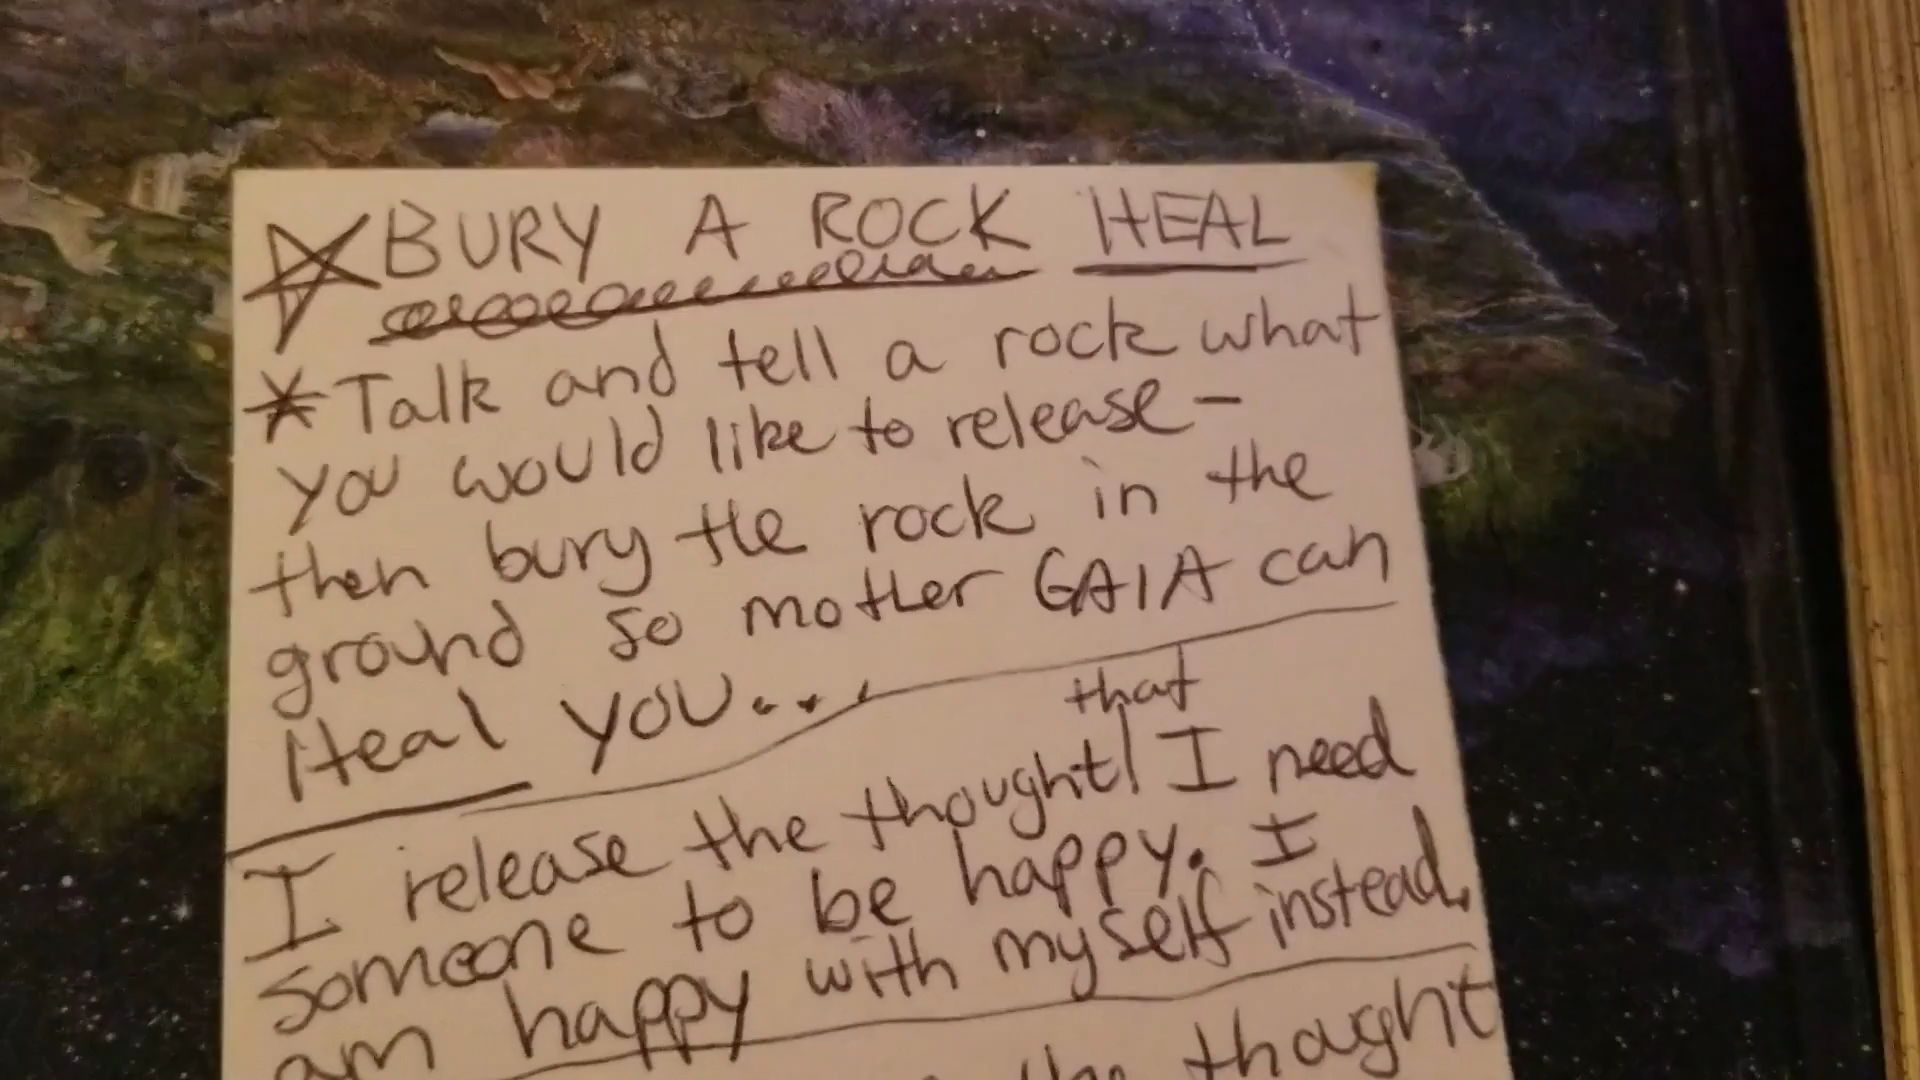 BURY A ROCK HEAL
* Talk and tell a rock what
you would like to release -
then bury the rock in the
ground so mother GAIA can
Heal you...
that
I release the thought I need
someone to be happy. I
am happy with myself instead.
the thought